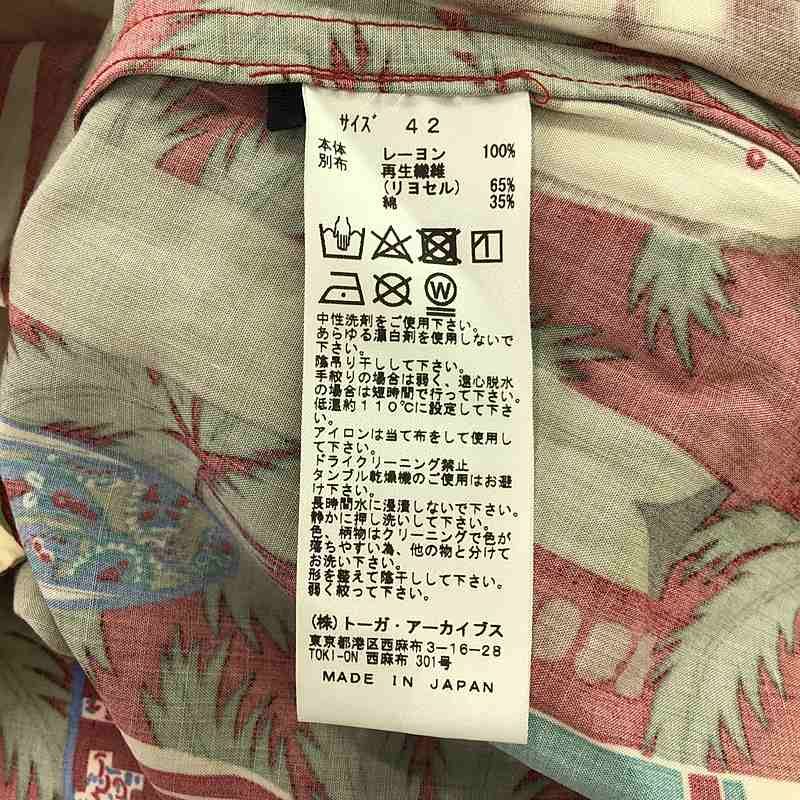 サイズ 42
本体 レーヨン 100%
別布 再生繊維
(リヨセル) 65%
綿 35%
W
中性洗剤をご使用下さい。
あらゆる漂白剤を使用しないで
下さい。
陰吊り干しして下さい。
手絞りの場合は弱く、遠心脱水
の場合は短時間で行って下さい。
低温約110℃に設定して下さ
い。
アイロンは当て布をして使用し
て下さい。
ドライクリーニング禁止
タンブル乾燥機のご使用はお避
け下さい。
長時間水に浸漬しないで下さい。
静かに押し洗いして下さい。
色、柄物はクリーニングで色が
落ちやすい為、他の物と分けて
お洗い下さい。
形を整えて陰干しして下さい。
弱く絞って下さい。
(株)トーガ・アーカイブス
東京都港区西麻布 3-16-28
TOKI-ON 西麻布 301号
MADE IN JAPAN